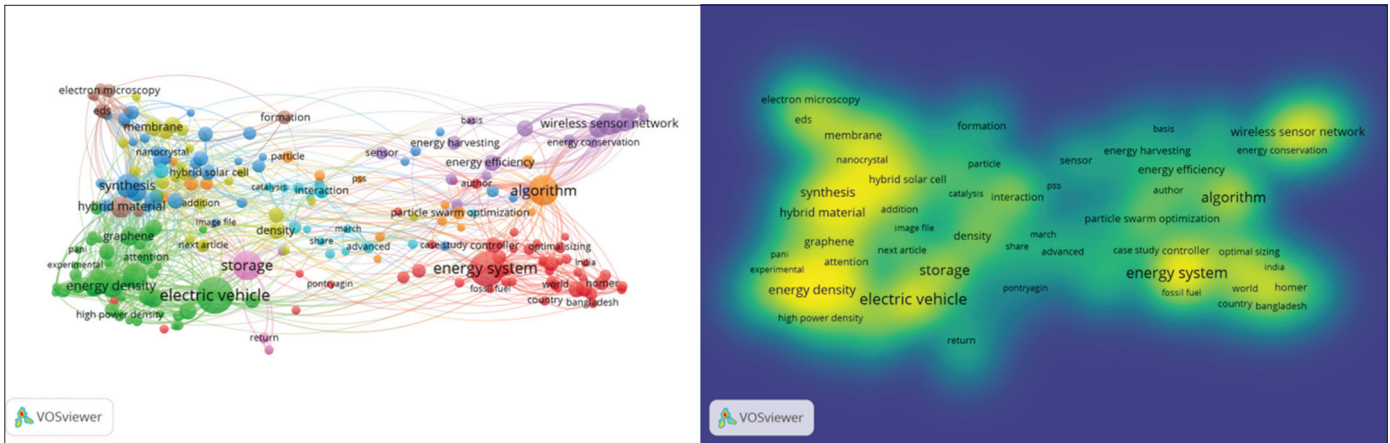 electron microscopy
eds
membrane
formation
basis
wireless sensor network
energy harvesting
energy conservation
nanocrystal
particle
sensor
energy efficiency
hybrid solar cell
synthesis
catalysis
interaction
pss
author
algorithm
hybrid material
addition
particle swarm optimization
image file
graphene
density
march
next article
share
advanced
case study controller
optimal sizing
pani
attention
experimental
storage
energy system
india
energy density
electric vehicle
pontryagin
fossil fuel
world
homer
country
bangladesh
high power density
return
VOSviewer
electron microscopy
eds
membrane
formation
basis
wireless sensor network
energy harvesting
energy conservation
nanocrystal
particle
sensor
energy efficiency
hybrid solar cell
synthesis
catalysis
interaction
pss
author
algorithm
hybrid material
addition
particle swarm optimization
image file
graphene
density
march
next article
share
advanced
case study controller
optimal sizing
pani
attention
experimental
storage
energy system
india
energy density
electric vehicle
pontryagin
fossil fuel
world
homer
country
bangladesh
high power density
return
VOSviewer